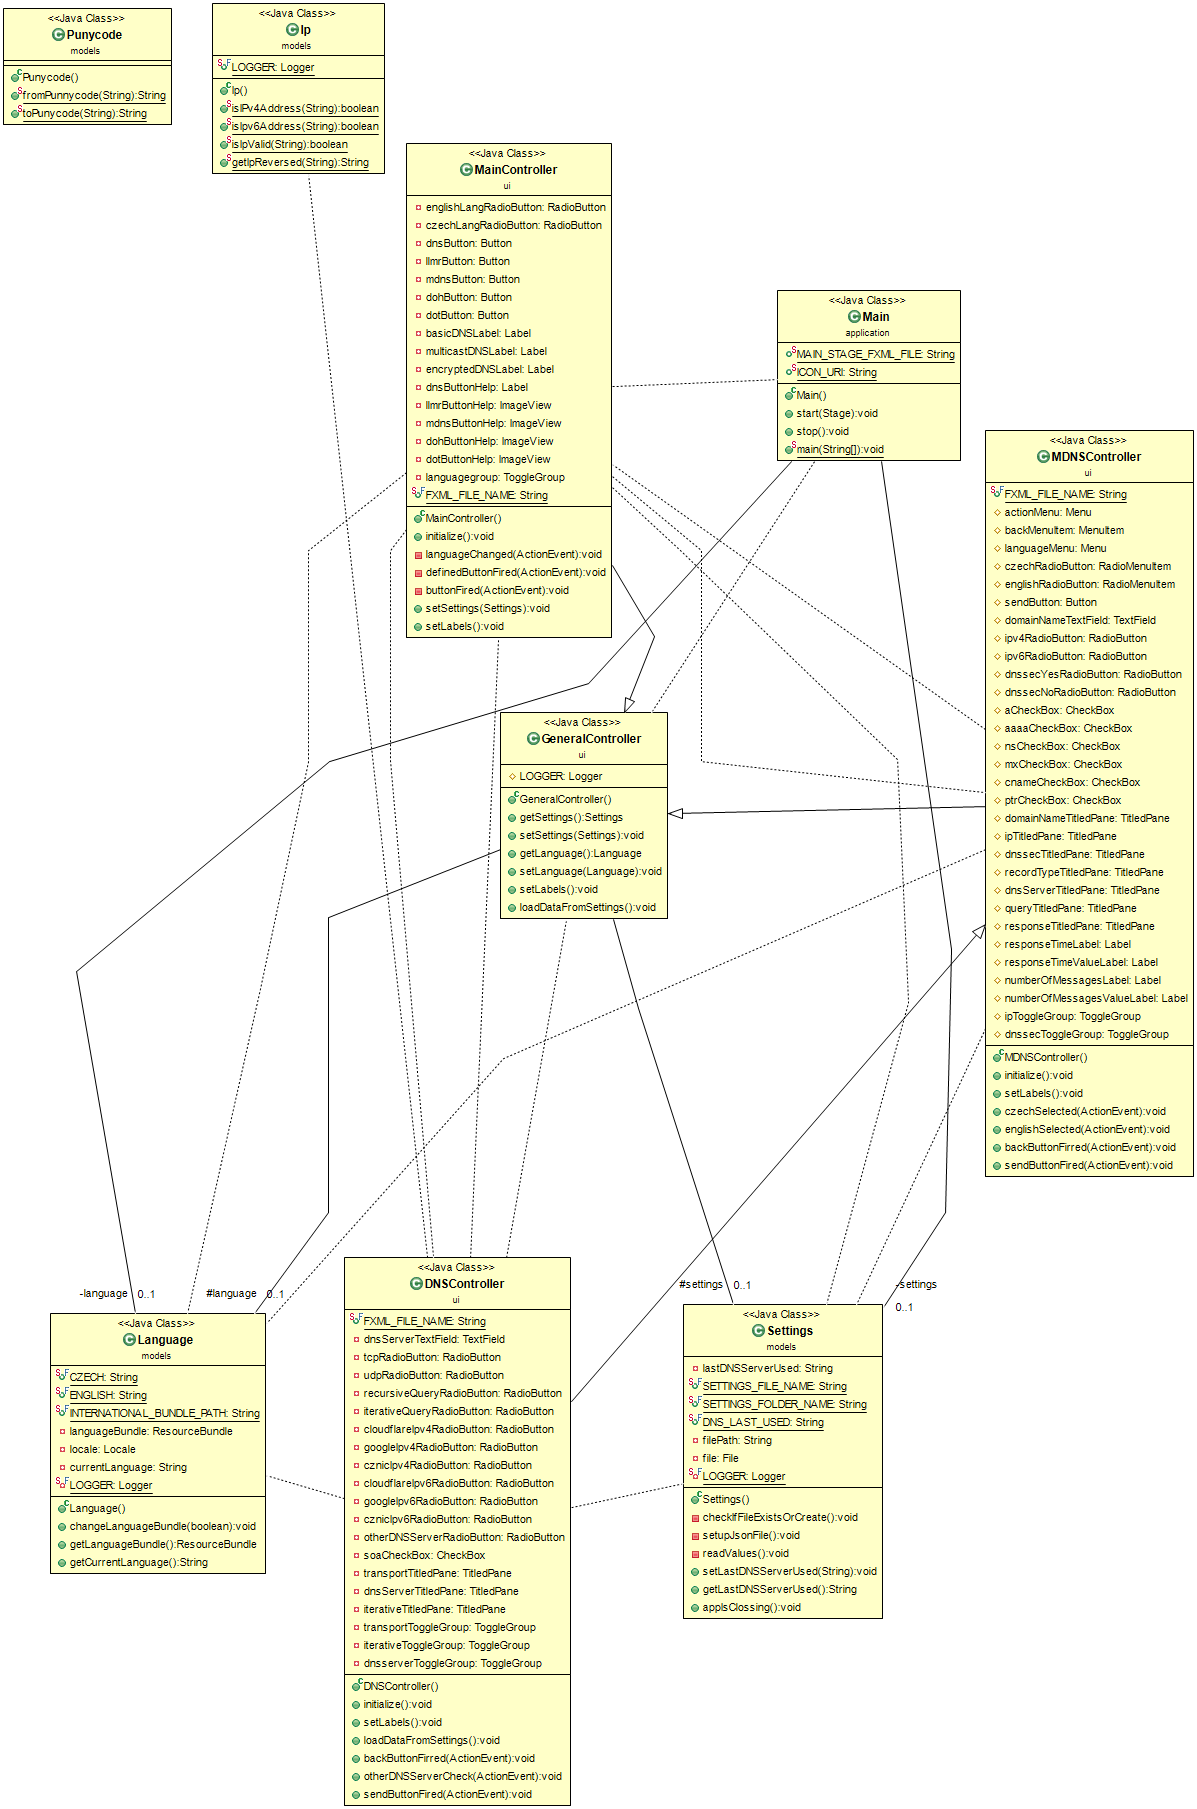 <<Java Class>>
Punycode
models
Punycode()
fromPunnycode(String):String
toPunycode(String):String
<<Java Class>>
Ip
models
LOGGER: Logger
Ip()
isIPv4Address(String):boolean
isIpv6Address(String):boolean
isIpValid(String):boolean
getIpReversed(String):String
<<Java Class>>
MainController
ui
englishLangRadioButton: RadioButton
czechLangRadioButton: RadioButton
dnsButton: Button
llmrButton: Button
mdnsButton: Button
dohButton: Button
dotButton: Button
basicDNSLabel: Label
multicastDNSLabel: Label
encryptedDNSLabel: Label
dnsButtonHelp: Label
llmrButtonHelp: ImageView
mdnsButtonHelp: ImageView
dohButtonHelp: ImageView
dotButtonHelp: ImageView
languagegroup: ToggleGroup
FXML_FILE_NAME: String
MainController()
initialize():void
languageChanged(ActionEvent):void
definedButtonFired(ActionEvent):void
buttonFired(ActionEvent):void
setSettings(Settings):void
setLabels():void
<<Java Class>>
Main
application
MAIN_STAGE_FXML_FILE: String
ICON_URI: String
Main()
start(Stage):void
stop():void
main(String[]):void
<<Java Class>>
MDNSController
ui
FXML_FILE_NAME: String
actionMenu: Menu
backMenuItem: MenuItem
languageMenu: Menu
czechRadioButton: RadioMenuItem
englishRadioButton: RadioMenuItem
sendButton: Button
domainNameTextField: TextField
ipv4RadioButton: RadioButton
ipv6RadioButton: RadioButton
dnssecYesRadioButton: RadioButton
dnssecNoRadioButton: RadioButton
aCheckBox: CheckBox
aaaaCheckBox: CheckBox
nsCheckBox: CheckBox
mxCheckBox: CheckBox
cnameCheckBox: CheckBox
ptrCheckBox: CheckBox
domainNameTitledPane: TitledPane
ipTitledPane: TitledPane
dnssecTitledPane: TitledPane
recordTypeTitledPane: TitledPane
dnsServerTitledPane: TitledPane
queryTitledPane: TitledPane
responseTitledPane: TitledPane
responseTimeLabel: Label
responseTimeValueLabel: Label
numberOfMessagesLabel: Label
numberOfMessagesValueLabel: Label
ipToggleGroup: ToggleGroup
dnssecToggleGroup: ToggleGroup
MDNSController()
initialize():void
setLabels():void
czechSelected(ActionEvent):void
englishSelected(ActionEvent):void
backButtonFirred(ActionEvent):void
sendButtonFired(ActionEvent):void
<<Java Class>>
GeneralController
ui
LOGGER: Logger
GeneralController()
getSettings():Settings
setSettings(Settings):void
getLanguage():Language
setLanguage(Language):void
setLabels():void
loadDataFromSettings():void
-language 0..1
#language 0..1
#settings 0..1
-settings
0..1
<<Java Class>>
Language
models
CZECH: String
ENGLISH: String
INTERNATIONAL_BUNDLE_PATH: String
languageBundle: ResourceBundle
locale: Locale
currentLanguage: String
LOGGER: Logger
Language()
changeLanguageBundle(boolean):void
getLanguageBundle():ResourceBundle
getCurrentLanguage():String
<<Java Class>>
DNSController
ui
FXML_FILE_NAME: String
dnsServerTextField: TextField
tcpRadioButton: RadioButton
udpRadioButton: RadioButton
recursiveQueryRadioButton: RadioButton
iterativeQueryRadioButton: RadioButton
cloudflareIpv4RadioButton: RadioButton
googleIpv4RadioButton: RadioButton
cznicIpv4RadioButton: RadioButton
cloudflareIpv6RadioButton: RadioButton
googleIpv6RadioButton: RadioButton
cznicIpv6RadioButton: RadioButton
otherDNSServerRadioButton: RadioButton
soaCheckBox: CheckBox
transportTitledPane: TitledPane
dnsServerTitledPane: TitledPane
iterativeTitledPane: TitledPane
transportToggleGroup: ToggleGroup
iterativeToggleGroup: ToggleGroup
dnsserverToggleGroup: ToggleGroup
DNSController()
initialize():void
setLabels():void
loadDataFromSettings():void
backButtonFirred(ActionEvent):void
otherDNSServerCheck(ActionEvent):void
sendButtonFired(ActionEvent):void
<<Java Class>>
Settings
models
lastDNSServerUsed: String
SETTINGS_FILE_NAME: String
SETTINGS_FOLDER_NAME: String
DNS_LAST_USED: String
filePath: String
file: File
LOGGER: Logger
Settings()
checkIfFileExistsOrCreate():void
setupJsonFile():void
readValues():void
setLastDNSServerUsed(String):void
getLastDNSServerUsed():String
appIsClossing():void